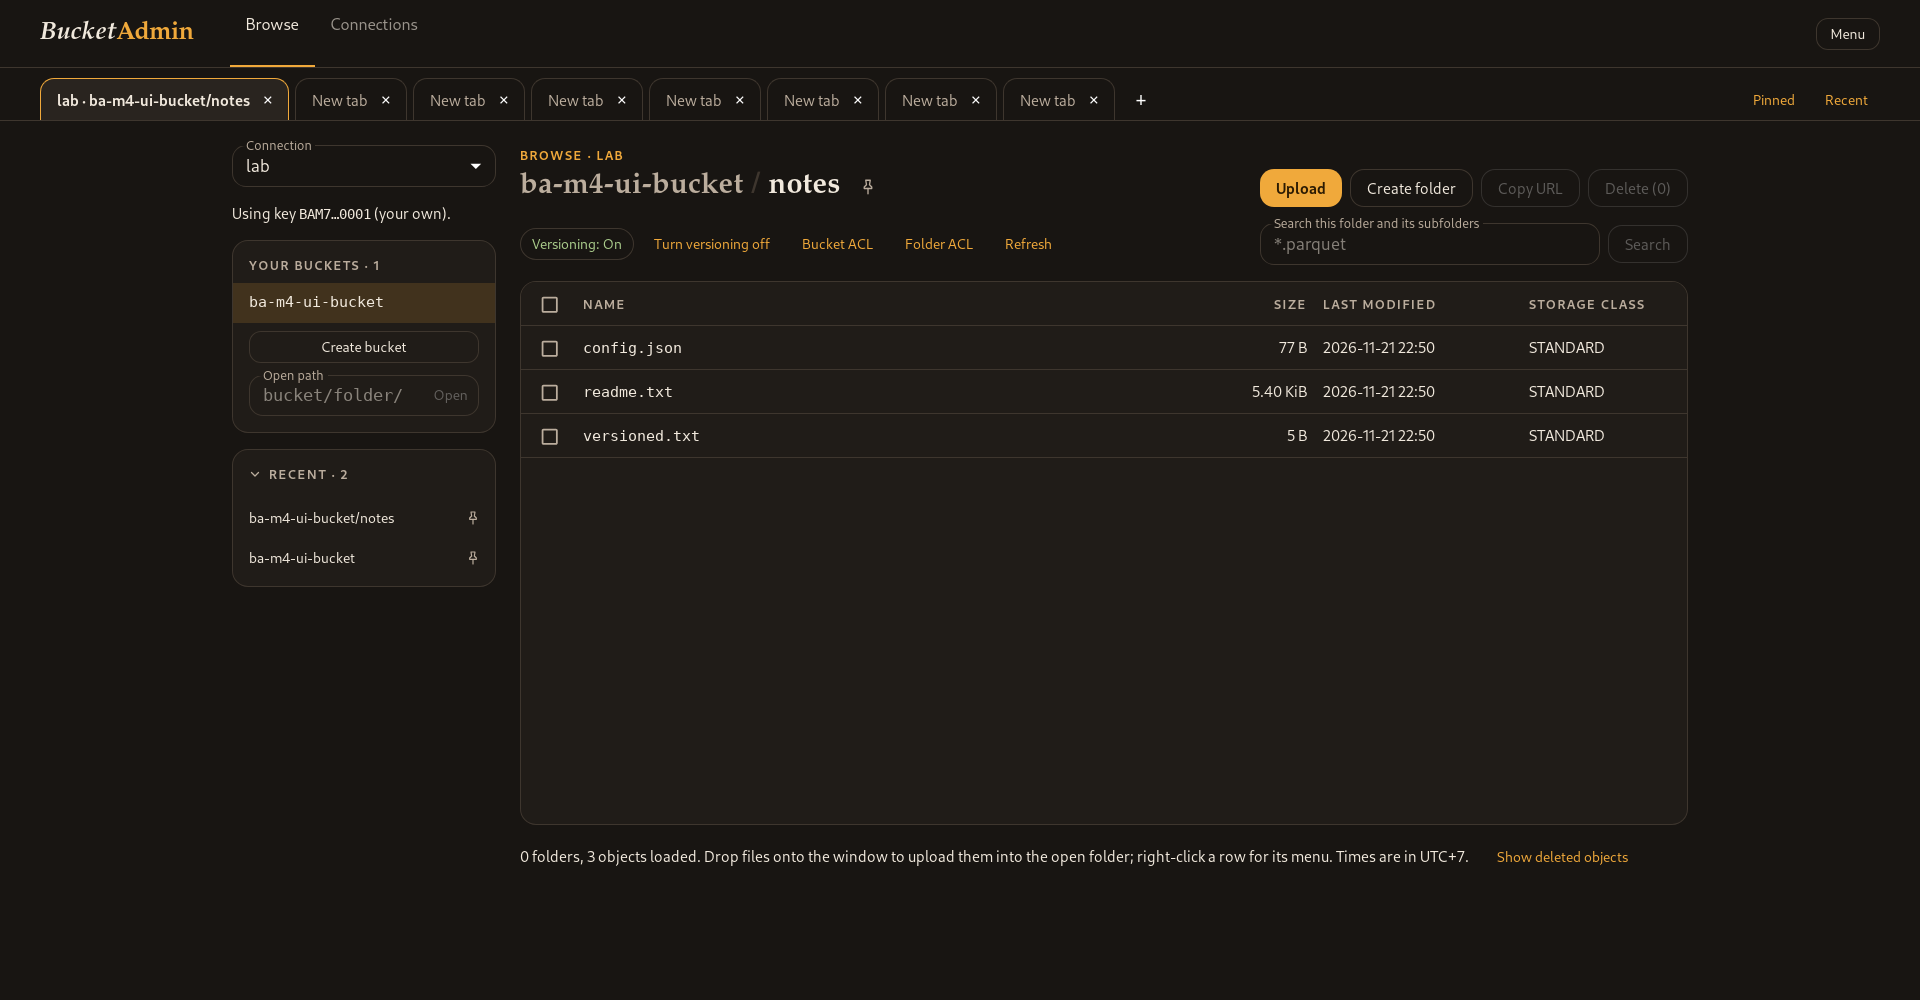 BucketAdmin
Browse
Connections
Menu
lab · ba-m4-ui-bucket/notes ×
New tab ×
New tab ×
New tab ×
New tab ×
New tab ×
New tab ×
New tab ×
+
Pinned
Recent
Connection
lab
Using key BAM7…0001 (your own).
YOUR BUCKETS · 1
ba-m4-ui-bucket
Create bucket
Open path
bucket/folder/ Open
RECENT · 2
ba-m4-ui-bucket/notes
ba-m4-ui-bucket
BROWSE · LAB
ba-m4-ui-bucket / notes
Upload
Create folder
Copy URL
Delete (0)
Versioning: On
Turn versioning off
Bucket ACL
Folder ACL
Refresh
Search this folder and its subfolders
*.parquet
Search
NAME SIZE LAST MODIFIED STORAGE CLASS
config.json 77 B 2026-11-21 22:50 STANDARD
readme.txt 5.40 KiB 2026-11-21 22:50 STANDARD
versioned.txt 5 B 2026-11-21 22:50 STANDARD
0 folders, 3 objects loaded. Drop files onto the window to upload them into the open folder; right-click a row for its menu. Times are in UTC+7.
Show deleted objects